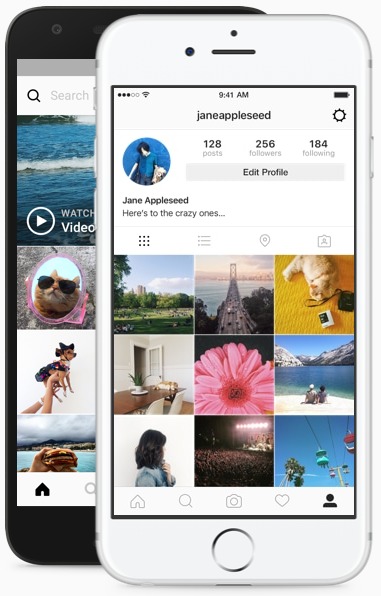 Search
WATCH
Video
9:41 AM
janeappleseed
128
posts
256
followers
184
following
Edit Profile
Jane Appleseed
Here's to the crazy ones...